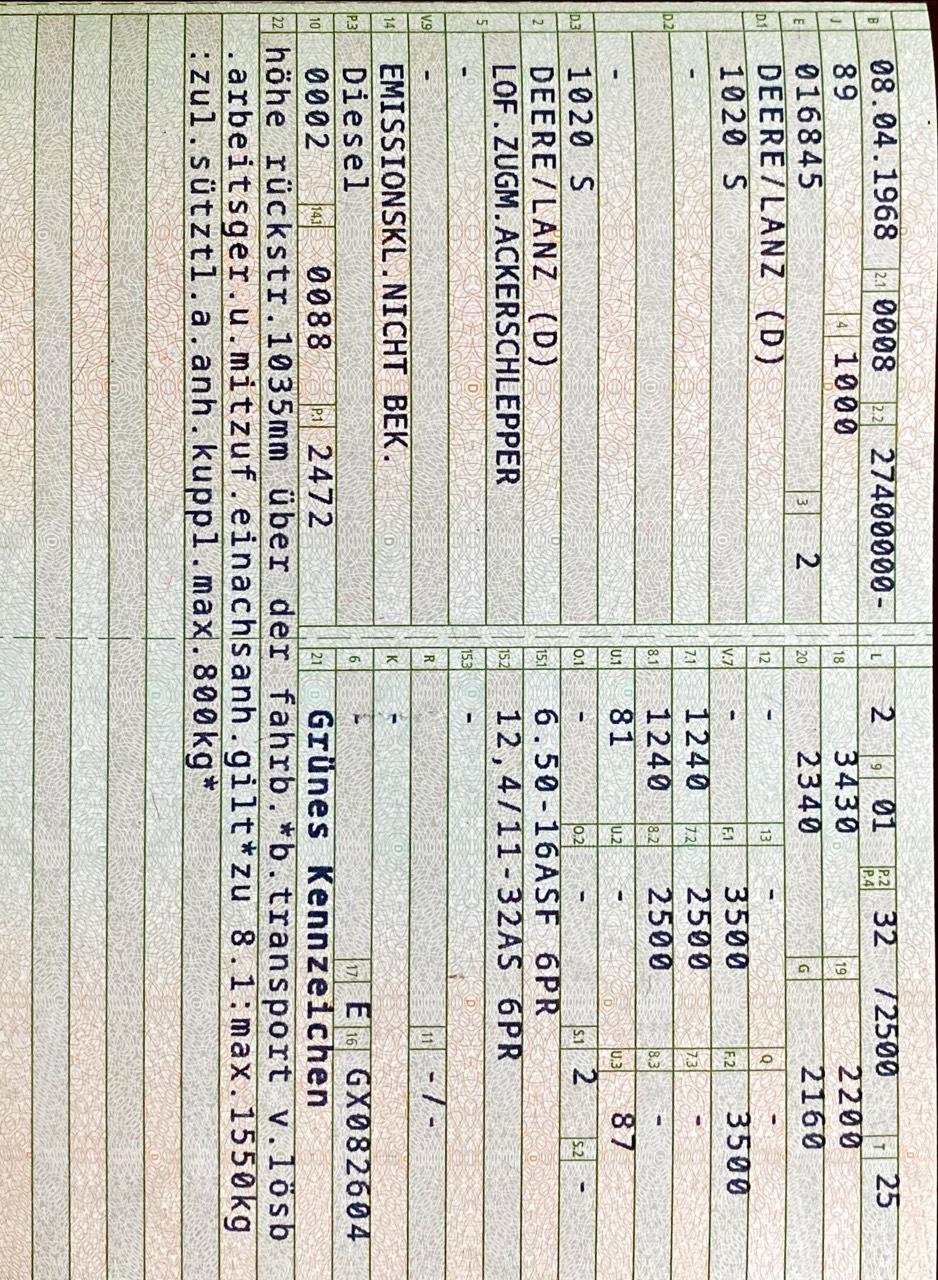 B 08.04.1968 2.1 0008 2.2 27400000-
J 89 4 1000
E 016845 3 2
D.1 DEERE/LANZ (D)
1020 S
D.2 -
-
D.3 1020 S
2 DEERE/LANZ (D)
5 LOF.ZUGM.ACKERSCHLEPPER
-
V.9 -
14 EMISSIONSKL.NICHT BEK.
P.3 Diesel
10 0002 14.1 0088 P.1 2472
L 2 9 01 P.2 P.4 32 /2500 T 25
18 3430 19 2200
20 2340 G 2160
12 - 13 - Q -
V.7 - F.1 3500 F.2 3500
7.1 1240 7.2 2500 7.3 -
8.1 1240 8.2 2500 8.3 -
U.1 81 U.2 - U.3 87
O.1 - O.2 - S.1 2 S.2 -
15.1 6.50-16ASF 6PR
15.2 12,4/11-32AS 6PR
15.3 -
R - 11 -/-
K -
6 - 17 E 16 GX082604
21 Grünes Kennzeichen
22 höhe rückstr.1035mm über der fahrb.*b.transport v.lösb
.arbeitsger.u.mitzuf.einachsanh.gilt*zu 8.1:max.1550kg
:zul.sütztl.a.anh.kuppl.max.800kg*